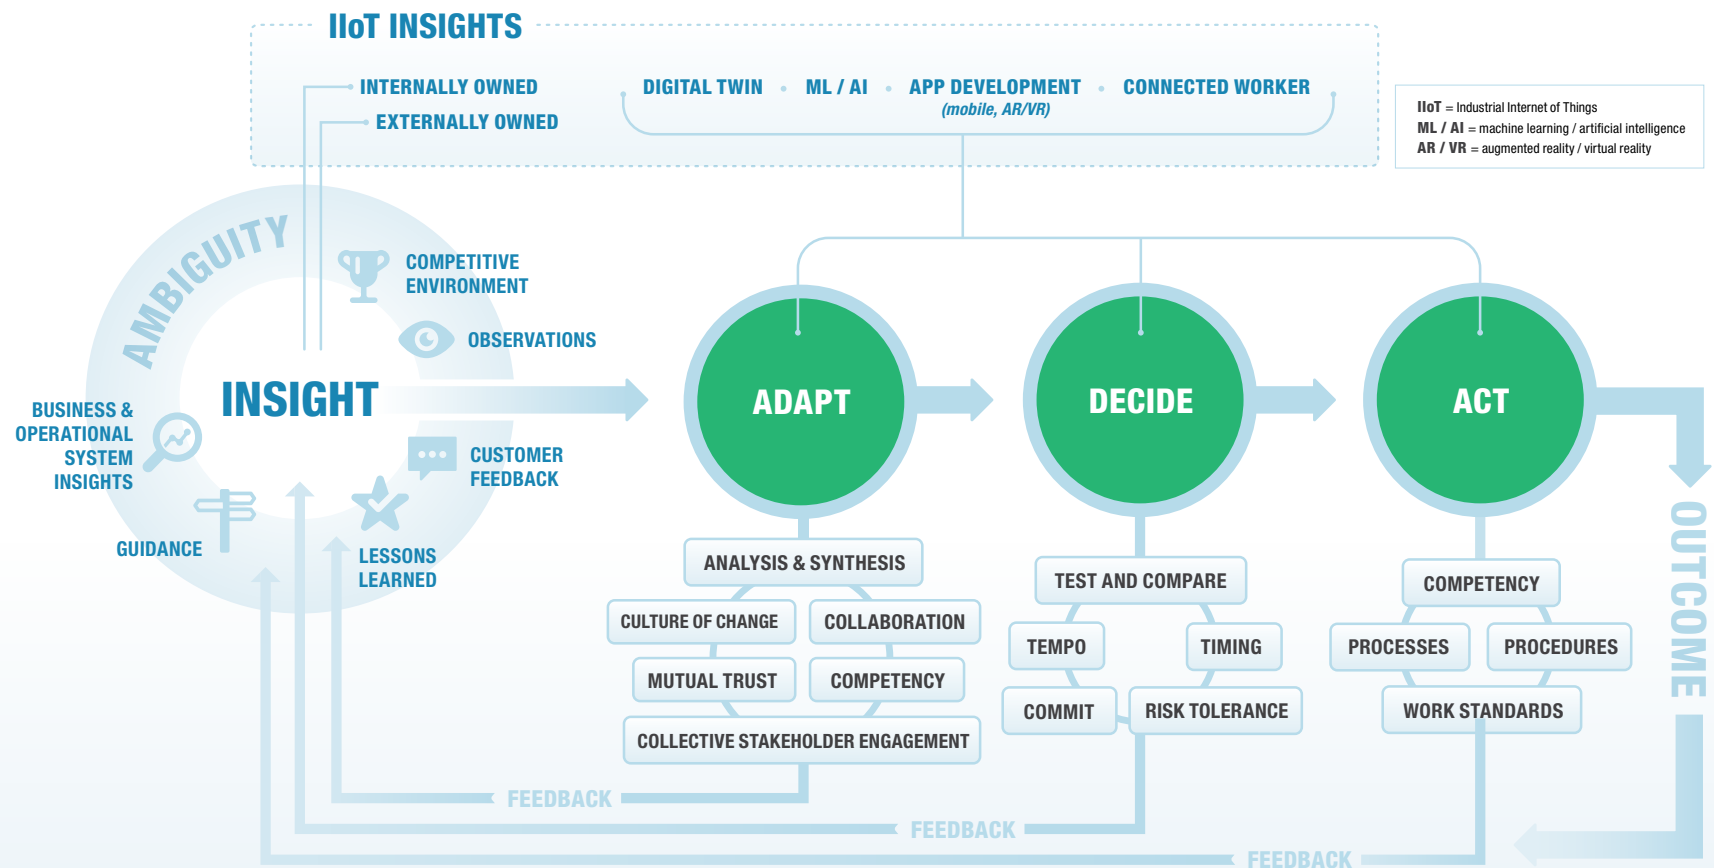 IIoT INSIGHTS
INTERNALLY OWNED
EXTERNALLY OWNED
DIGITAL TWIN • ML / AI • APP DEVELOPMENT • CONNECTED WORKER
(mobile, AR/VR)
IIoT = Industrial Internet of Things
ML / AI = machine learning / artificial intelligence
AR / VR = augmented reality / virtual reality
AMBIGUITY
COMPETITIVE
ENVIRONMENT
OBSERVATIONS
INSIGHT
BUSINESS &
OPERATIONAL
SYSTEM
INSIGHTS
CUSTOMER
FEEDBACK
GUIDANCE
LESSONS
LEARNED
ADAPT
DECIDE
ACT
OUTCOME
ANALYSIS & SYNTHESIS
CULTURE OF CHANGE
COLLABORATION
MUTUAL TRUST
COMPETENCY
COLLECTIVE STAKEHOLDER ENGAGEMENT
TEST AND COMPARE
TEMPO
TIMING
COMMIT
RISK TOLERANCE
COMPETENCY
PROCESSES
PROCEDURES
WORK STANDARDS
FEEDBACK
FEEDBACK
FEEDBACK